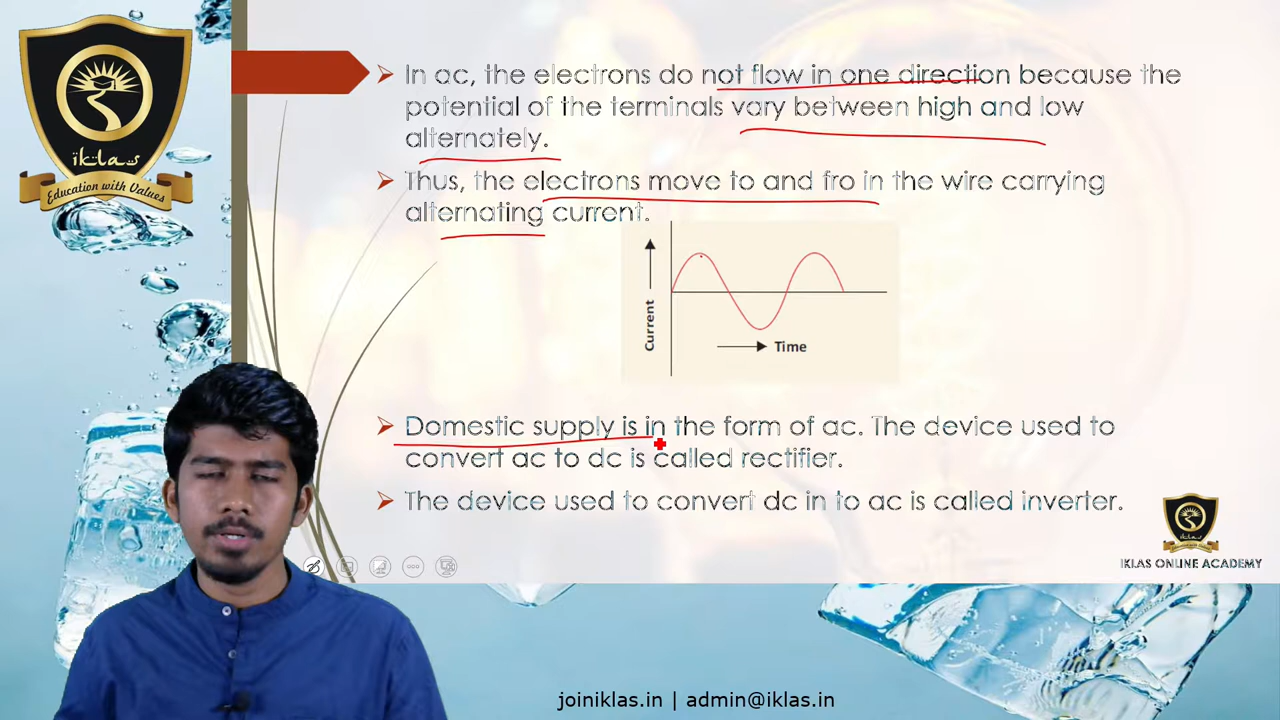 iklas
Education with Values
In ac, the electrons do not flow in one direction because the
potential of the terminals vary between high and low
alternately.
Thus, the electrons move to and fro in the wire carrying
alternating current.
Current
Time
Domestic supply is in the form of ac. The device used to
convert ac to dc is called rectifier.
The device used to convert dc in to ac is called inverter.
IKLAS ONLINE ACADEMY
joiniklas.in | admin@iklas.in